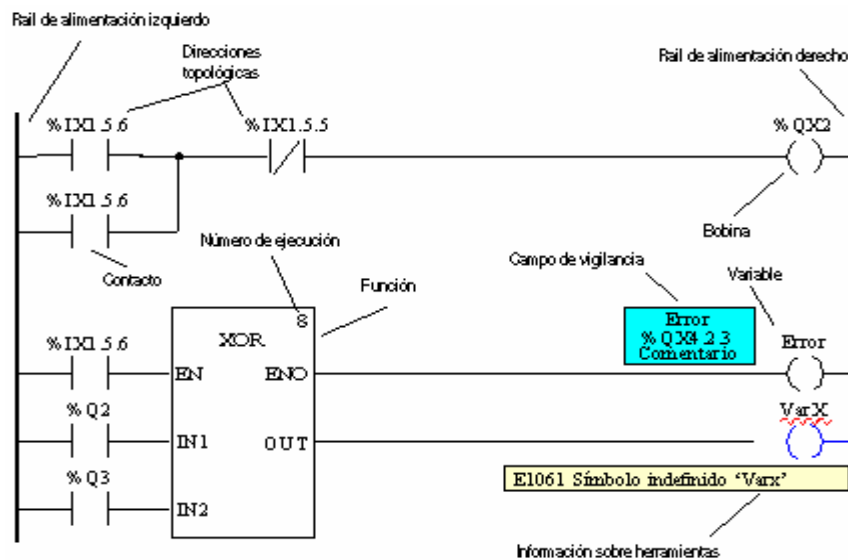 Rail de alimentación izquierdo
Direcciones
topológicas
Rail de alimentación derecho
%IX1.5.6
%IX1.5.5
%QX2
%IX1.5.6
Bobina
Número de ejecución
Contacto
Función
Campo de vigilancia
Variable
8
XOR
Error
%QX4.2.3
Comentario
Error
%IX1.5.6
EN
ENO
%Q2
VarX
IN1
OUT
%Q3
E1061 Símbolo indefinido ‘Varx’
IN2
Información sobre herramientas